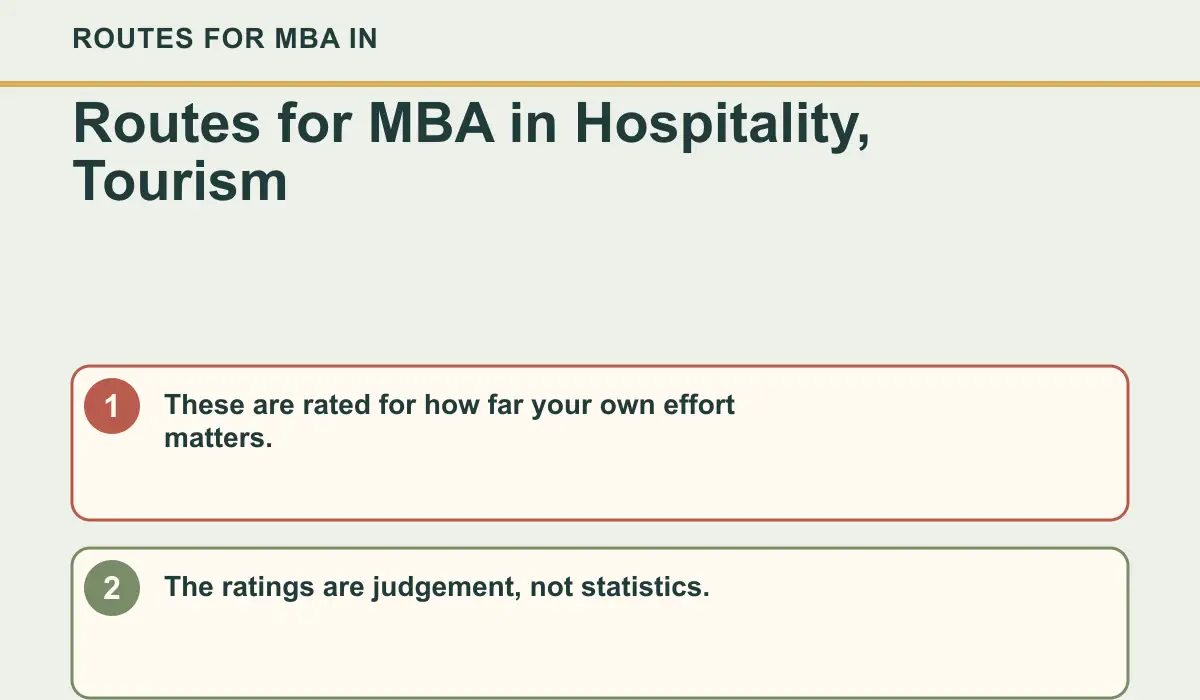 ROUTES FOR MBA IN
Routes for MBA in Hospitality,
Tourism
1
These are rated for how far your own effort
matters.
2
The ratings are judgement, not statistics.